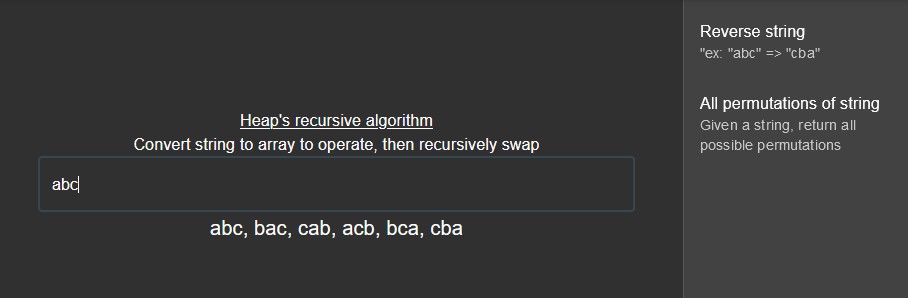 Heap's recursive algorithm
Convert string to array to operate, then recursively swap
abc
abc, bac, cab, acb, bca, cba
Reverse string
"ex: "abc" => "cba"
All permutations of string
Given a string, return all
possible permutations